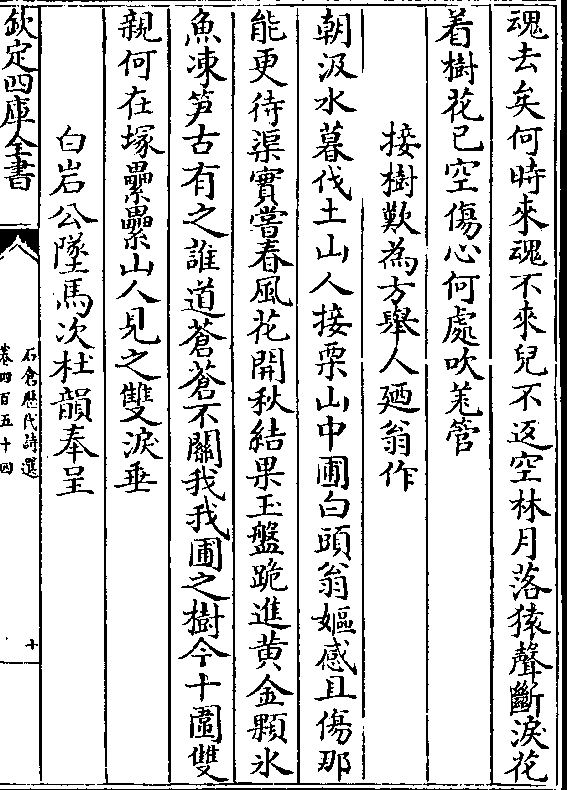 魂去矣何時來魂不來兒不返空林月落猿聲斷淚花
着樹花已空傷心何處吹羌管
接樹歎為方舉人廼翁作
朝汲水暮伐土山人接栗山中圃白頭翁嫗感且傷那
能更待渠實嘗春風花開秋結果玉盤跪進黄金顆氷
魚凍笋古有之誰道蒼蒼不關我我圃之樹今十圍雙
親何在塚纍纍山人見之雙淚垂
白岩公墜馬次杜韻奉呈
欽定四庫全書
石倉歷代詩選
卷四百五十四
十